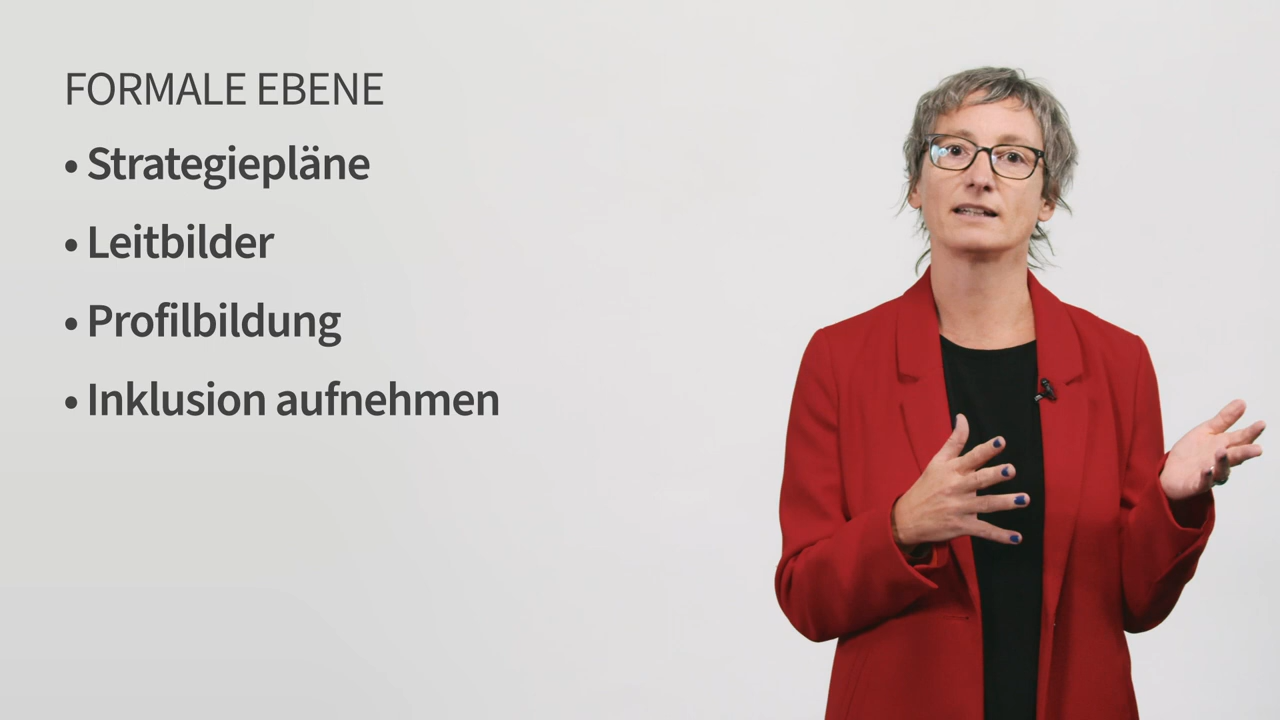 FORMALE EBENE
• Strategiepläne
• Leitbilder
• Profilbildung
• Inklusion aufnehmen